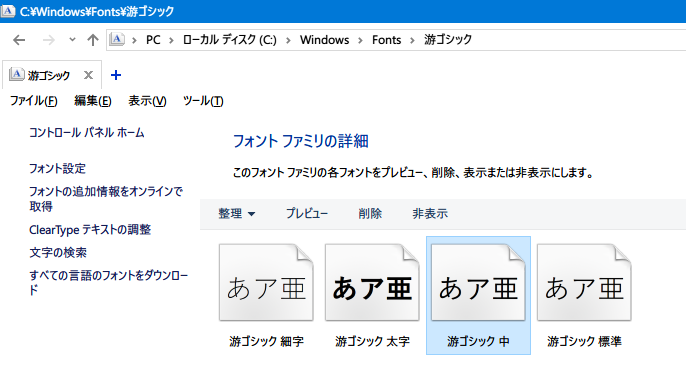 C:¥Windows¥Fonts¥游ゴシック
PC > ローカル ディスク (C:) > Windows > Fonts > 游ゴシック
游ゴシック
ファイル(F) 編集(E) 表示(V) ツール(T)
コントロール パネル ホーム
フォント設定
フォントの追加情報をオンラインで
取得
ClearType テキストの調整
文字の検索
すべての言語のフォントをダウンロー
ド
フォント ファミリの詳細
このフォント ファミリの各フォントをプレビュー、削除、表示または非表示にします。
整理 プレビュー 削除 非表示
あア亜 あア亜 あア亜 あア亜
游ゴシック 細字 游ゴシック 太字 游ゴシック 中 游ゴシック 標準